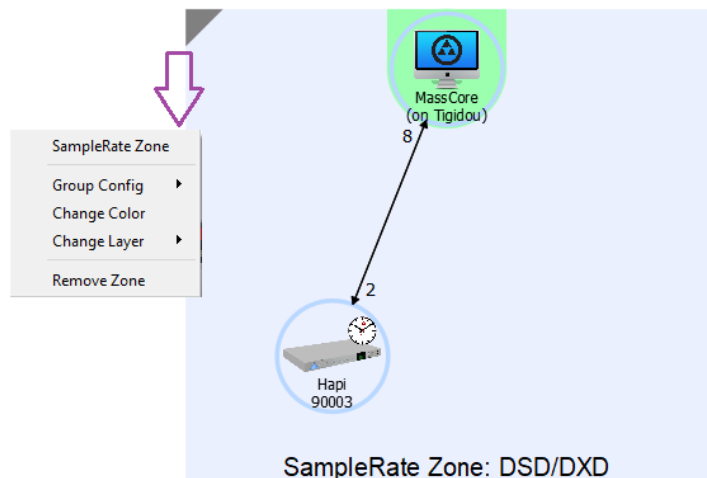 MassCore
(on Tigidou)
8
SampleRate Zone
Group Config
Change Color
Change Layer
Remove Zone
2
Hapi
90003
SampleRate Zone: DSD/DXD